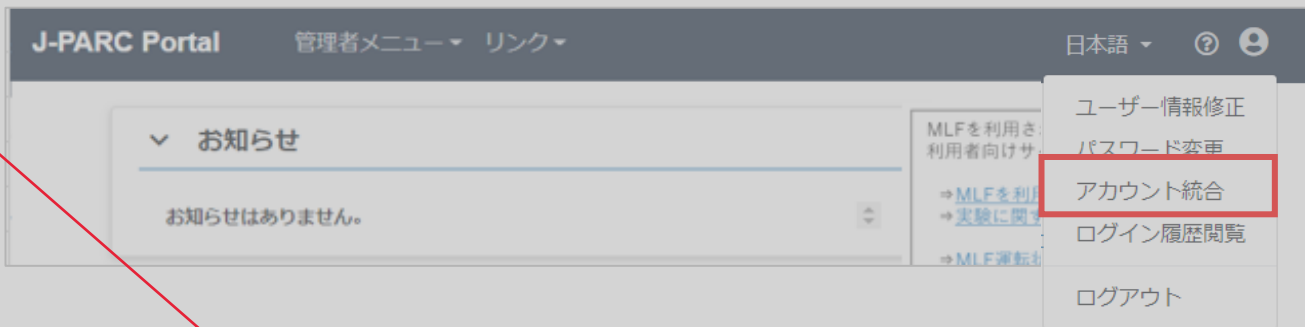 J-PARC Portal 管理者メニュー リンク 日本語
ユーザー情報修正
お知らせ
MLFを利用さ
利用者向けサ
パスワード変更
⇒MLFを利用
アカウント統合
⇒実験に関す
お知らせはありません。
ログイン履歴閲覧
⇒MLF運転状
ログアウト